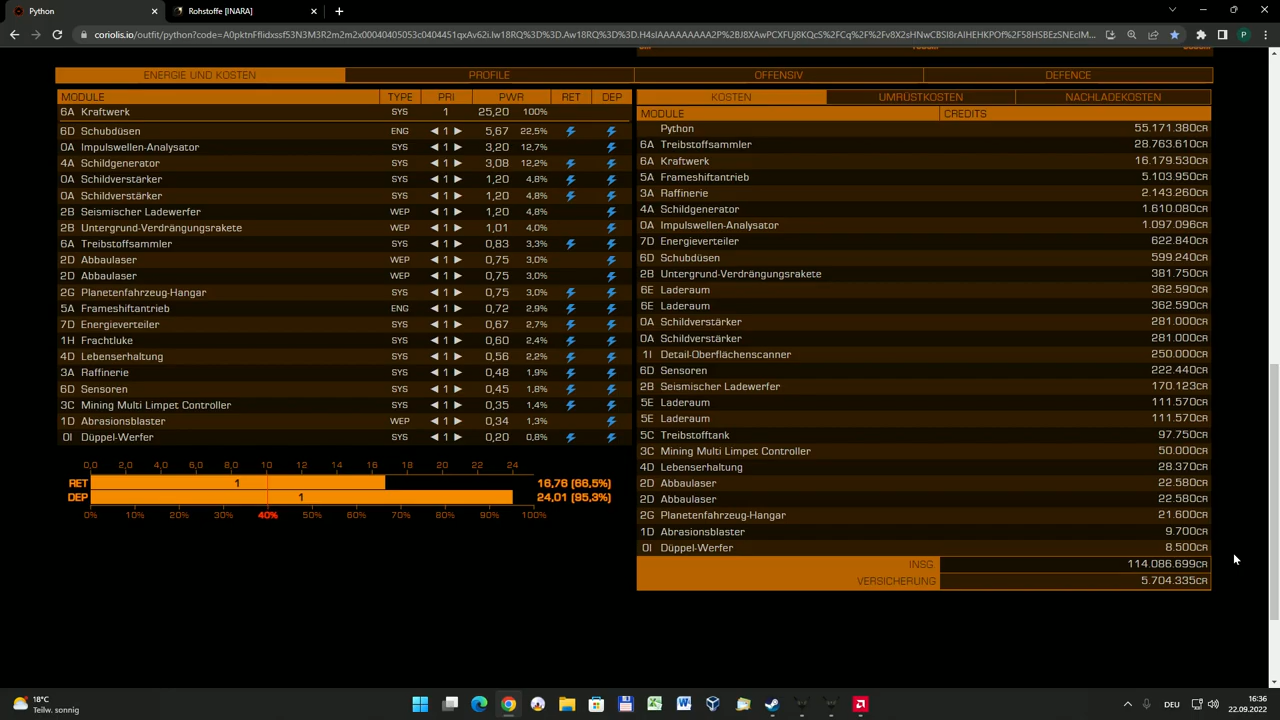 Python
Rohstoffe [INARA]
ENERGIE UND KOSTEN PROFILE OFFENSIV DEFENCE
MODULE TYPE PRI PWR RET DEP
6A Kraftwerk SYS 1 25,20 100%
6D Schubdüsen ENG 1 5,67 22,5%
0A Impulswellen-Analysator SYS 1 3,20 12,7%
4A Schildgenerator SYS 1 3,08 12,2%
0A Schildverstärker SYS 1 1,20 4,8%
0A Schildverstärker SYS 1 1,20 4,8%
2B Seismischer Ladewerfer WEP 1 1,20 4,8%
2B Untergrund-Verdrängungsrakete WEP 1 1,01 4,0%
6A Treibstoffsammler SYS 1 0,83 3,3%
2D Abbaulaser WEP 1 0,75 3,0%
2D Abbaulaser WEP 1 0,75 3,0%
2G Planetenfahrzeug-Hangar SYS 1 0,75 3,0%
5A Frameshiftantrieb ENG 1 0,72 2,9%
7D Energieverteiler SYS 1 0,67 2,7%
1H Frachtluke SYS 1 0,60 2,4%
4D Lebenserhaltung SYS 1 0,56 2,2%
3A Raffinerie SYS 1 0,48 1,9%
6D Sensoren SYS 1 0,45 1,8%
3C Mining Multi Limpet Controller SYS 1 0,35 1,4%
1D Abrasionsblaster WEP 1 0,34 1,3%
0I Düppel-Werfer SYS 1 0,20 0,8%
0,0 2,0 4,0 6,0 8,0 10 12 14 16 18 20 22 24
RET 1 16,76 (66,5%)
DEP 1 24,01 (95,3%)
0% 10% 20% 30% 40% 50% 60% 70% 80% 90% 100%
KOSTEN UMRÜSTKOSTEN NACHLADEKOSTEN
MODULE CREDITS
Python 55.171.380CR
6A Treibstoffsammler 28.763.610CR
6A Kraftwerk 16.179.530CR
5A Frameshiftantrieb 5.103.950CR
3A Raffinerie 2.143.260CR
4A Schildgenerator 1.610.080CR
0A Impulswellen-Analysator 1.097.096CR
7D Energieverteiler 622.840CR
6D Schubdüsen 599.240CR
2B Untergrund-Verdrängungsrakete 381.750CR
6E Laderaum 362.590CR
6E Laderaum 362.590CR
0A Schildverstärker 281.000CR
0A Schildverstärker 281.000CR
1I Detail-Oberflächenscanner 250.000CR
6D Sensoren 222.440CR
2B Seismischer Ladewerfer 170.123CR
5E Laderaum 111.570CR
5E Laderaum 111.570CR
5C Treibstofftank 97.750CR
3C Mining Multi Limpet Controller 50.000CR
4D Lebenserhaltung 28.370CR
2D Abbaulaser 22.580CR
2D Abbaulaser 22.580CR
2G Planetenfahrzeug-Hangar 21.600CR
1D Abrasionsblaster 9.700CR
0I Düppel-Werfer 8.500CR
INSG. 114.086.699CR
VERSICHERUNG 5.704.335CR
18°C
Teilw. sonnig
DEU
16:36
22.09.2022